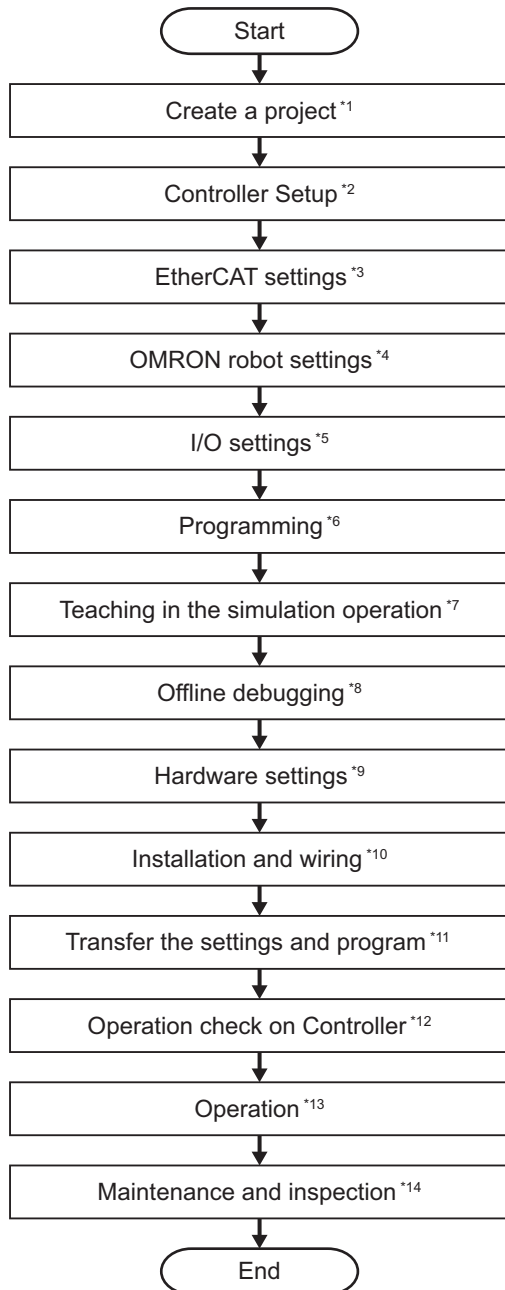 Start
Create a project *1
Controller Setup *2
EtherCAT settings *3
OMRON robot settings *4
I/O settings *5
Programming *6
Teaching in the simulation operation *7
Offline debugging *8
Hardware settings *9
Installation and wiring *10
Transfer the settings and program *11
Operation check on Controller *12
Operation *13
Maintenance and inspection *14
End